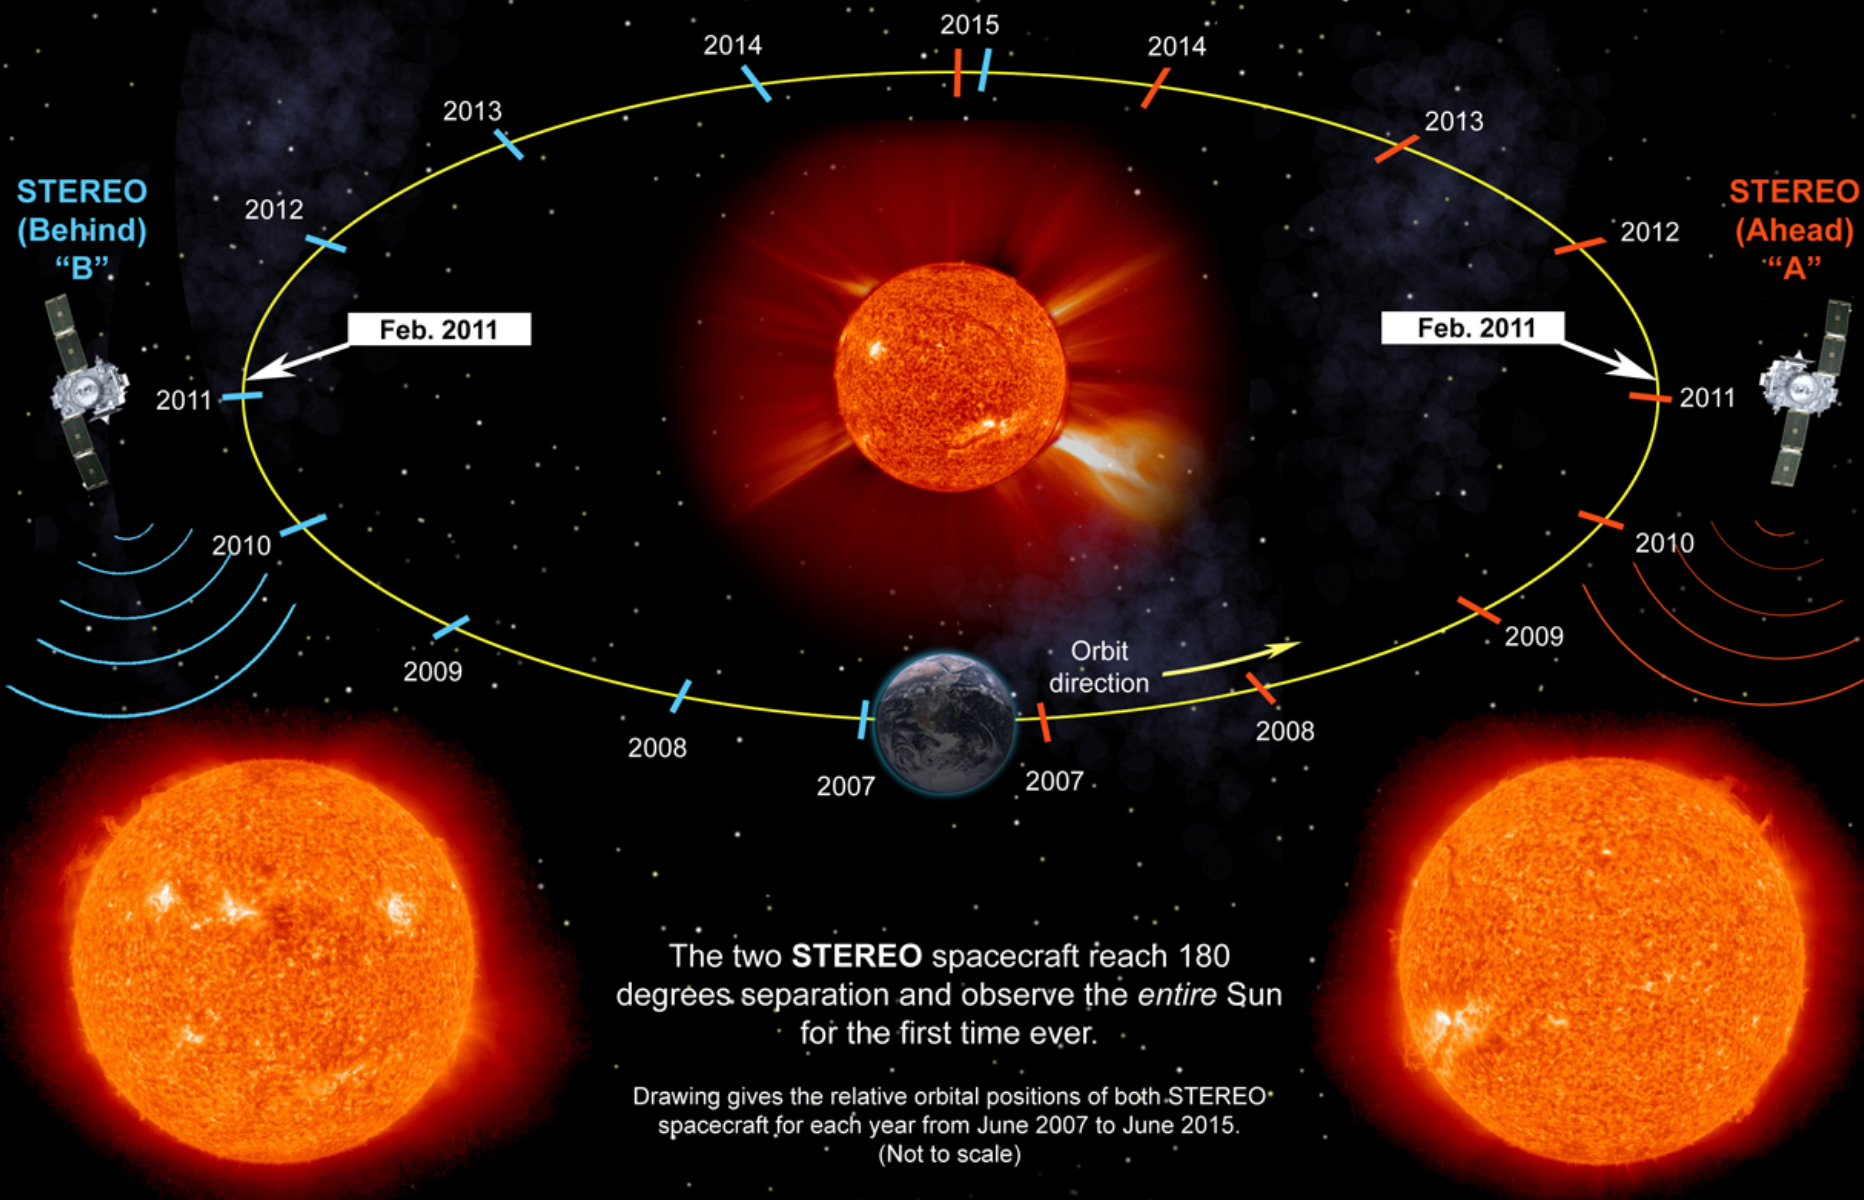 2015
2014
2014
2013
2013
STEREO
(Behind)
“B”
STEREO
(Ahead)
“A”
2012
2012
Feb. 2011
Feb. 2011
2011
2011
2010
2010
2009
2009
Orbit
direction
2008
2008
2007
2007
The two STEREO spacecraft reach 180
degrees separation and observe the entire Sun
for the first time ever.
Drawing gives the relative orbital positions of both STEREO
spacecraft for each year from June 2007 to June 2015.
(Not to scale)